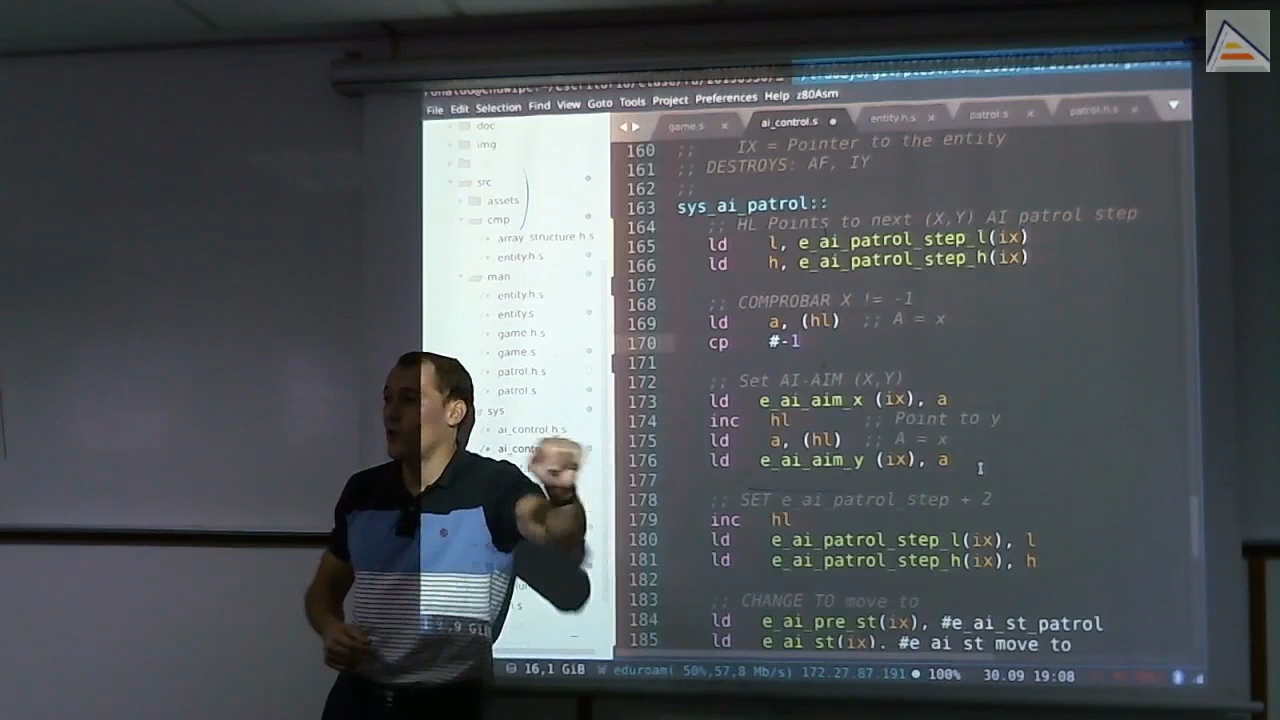 File Edit Selection Find View Goto Tools Project Preferences Help z80Asm
doc
img
src
assets
cmp
array_structure.h.s
entity.h.s
man
entity.h.s
entity.s
game.h.s
game.s
patrol.h.s
patrol.s
sys
ai_control.h.s
game.s ai_control.s entity.h.s patrol.s patrol.h.s
160 ;; IX = Pointer to the entity
161 ;; DESTROYS: AF, IY
162 ;;
163 sys_ai_patrol::
164 ;; HL Points to next (X,Y) AI patrol step
165 ld l, e_ai_patrol_step_l(ix)
166 ld h, e_ai_patrol_step_h(ix)
167
168 ;; COMPROBAR X != -1
169 ld a, (hl) ;; A = x
170 cp #-1
171
172 ;; Set AI-AIM (X,Y)
173 ld e_ai_aim_x (ix), a
174 inc hl ;; Point to y
175 ld a, (hl) ;; A = x
176 ld e_ai_aim_y (ix), a
177
178 ;; SET e_ai_patrol_step + 2
179 inc hl
180 ld e_ai_patrol_step_l(ix), l
181 ld e_ai_patrol_step_h(ix), h
182
183 ;; CHANGE TO move to
184 ld e_ai_pre_st(ix), #e_ai_st_patrol
185 ld e_ai_st(ix), #e_ai_st_move_to
16,1 GiB W eduroam( 50%,57,8 Mb/s) 172.27.87.191 100% 30.09 19:08